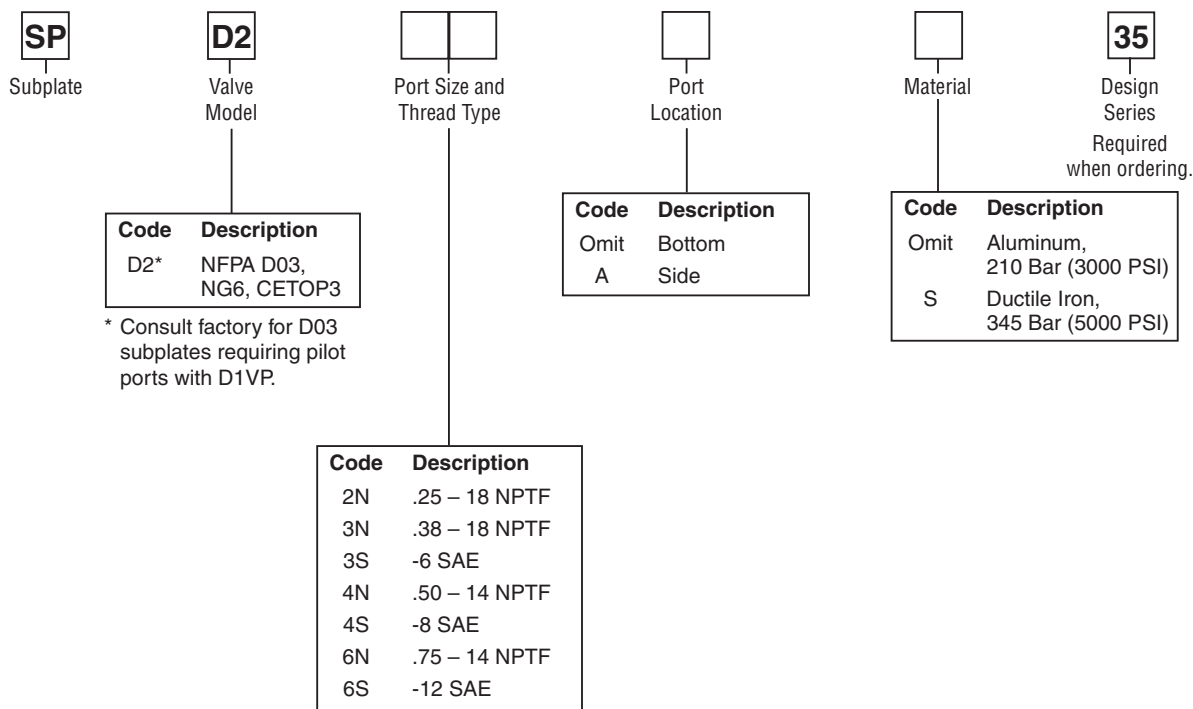 SP
D2
35
Subplate
Valve
Model
Port Size and
Thread Type
Port
Location
Material
Design
Series
Required
when ordering.
Code Description
D2* NFPA D03,
NG6, CETOP3
* Consult factory for D03
subplates requiring pilot
ports with D1VP.
Code Description
Omit Bottom
A Side
Code Description
Omit Aluminum,
210 Bar (3000 PSI)
S Ductile Iron,
345 Bar (5000 PSI)
Code Description
2N .25 – 18 NPTF
3N .38 – 18 NPTF
3S -6 SAE
4N .50 – 14 NPTF
4S -8 SAE
6N .75 – 14 NPTF
6S -12 SAE